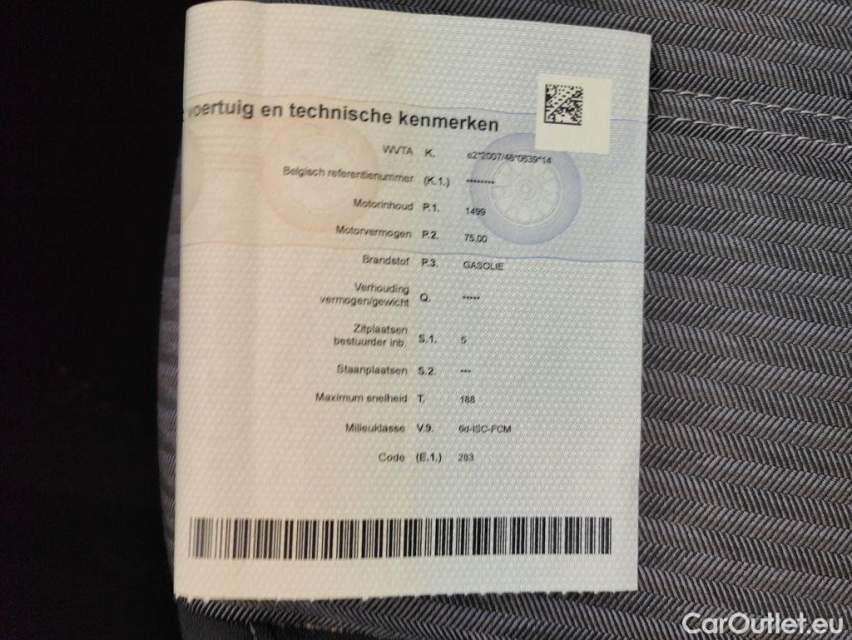 voertuig en technische kenmerken
WVTA K. e2*2007/46*0639*14
Belgisch referentienummer (K.1.) --------
Motorinhoud P.1. 1499
Motorvermogen P.2. 75,00
Brandstof P.3. GASOLIE
Verhouding
vermogen/gewicht Q. -----
Zitplaatsen
bestuurder inb. S.1. 5
Staanplaatsen S.2. ---
Maximum snelheid T. 188
Milieuklasse V.9. 6d-ISC-FCM
Code (E.1.) 283
CarOutlet.eu